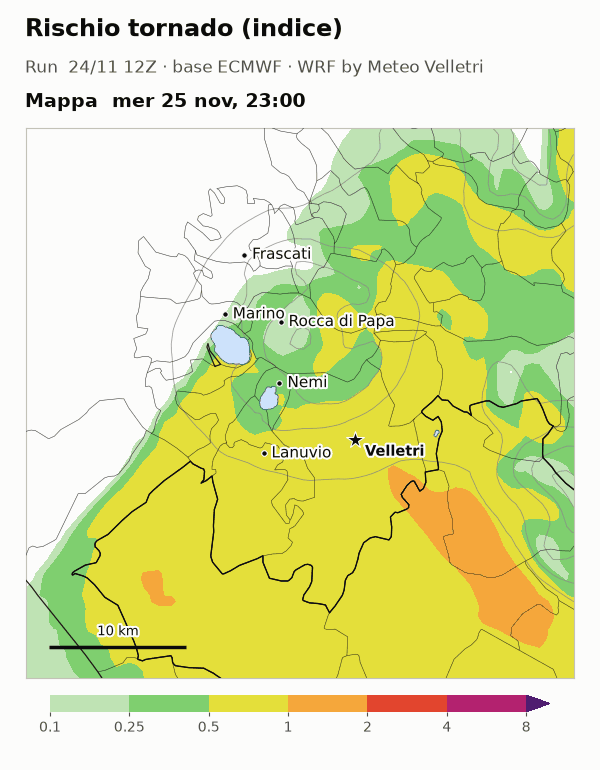 Rischio tornado (indice)
Run  24/11 12Z · base ECMWF · WRF by Meteo Velletri
Mappa  mer 25 nov, 23:00
Frascati
Marino
Rocca di Papa
Nemi
Velletri
Lanuvio
10 km
0.1 0.25 0.5 1 2 4 8